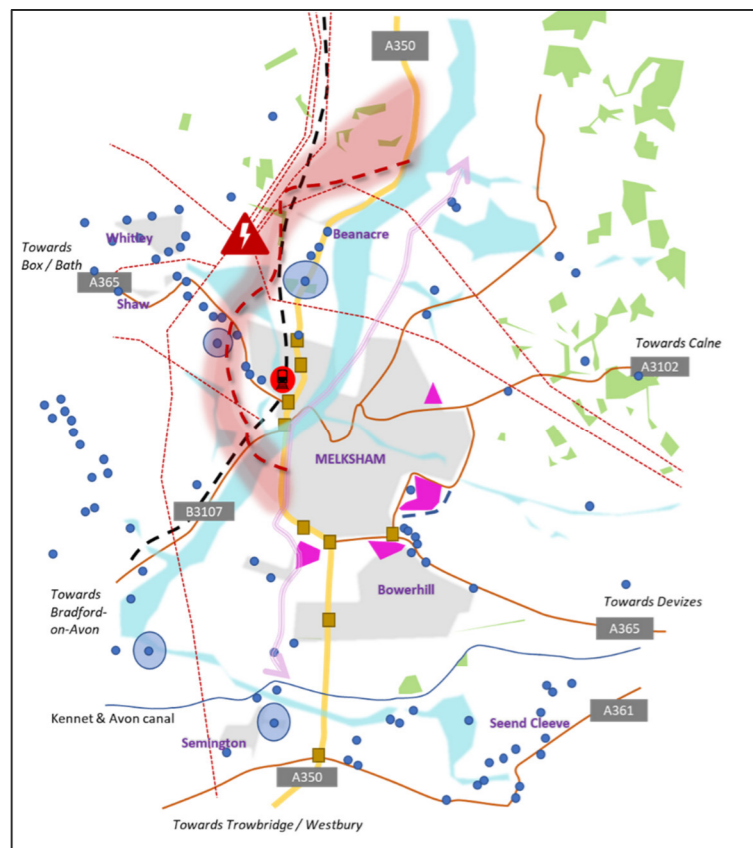 A350
Whitley
Beanacre
Towards
Box / Bath
A365
Shaw
Towards Calne
A3102
MELKSHAM
B3107
Bowerhill
Towards
Bradford-
on-Avon
Towards Devizes
A365
Kennet & Avon canal
Seend Cleeve
A361
Semington
A350
Towards Trowbridge / Westbury